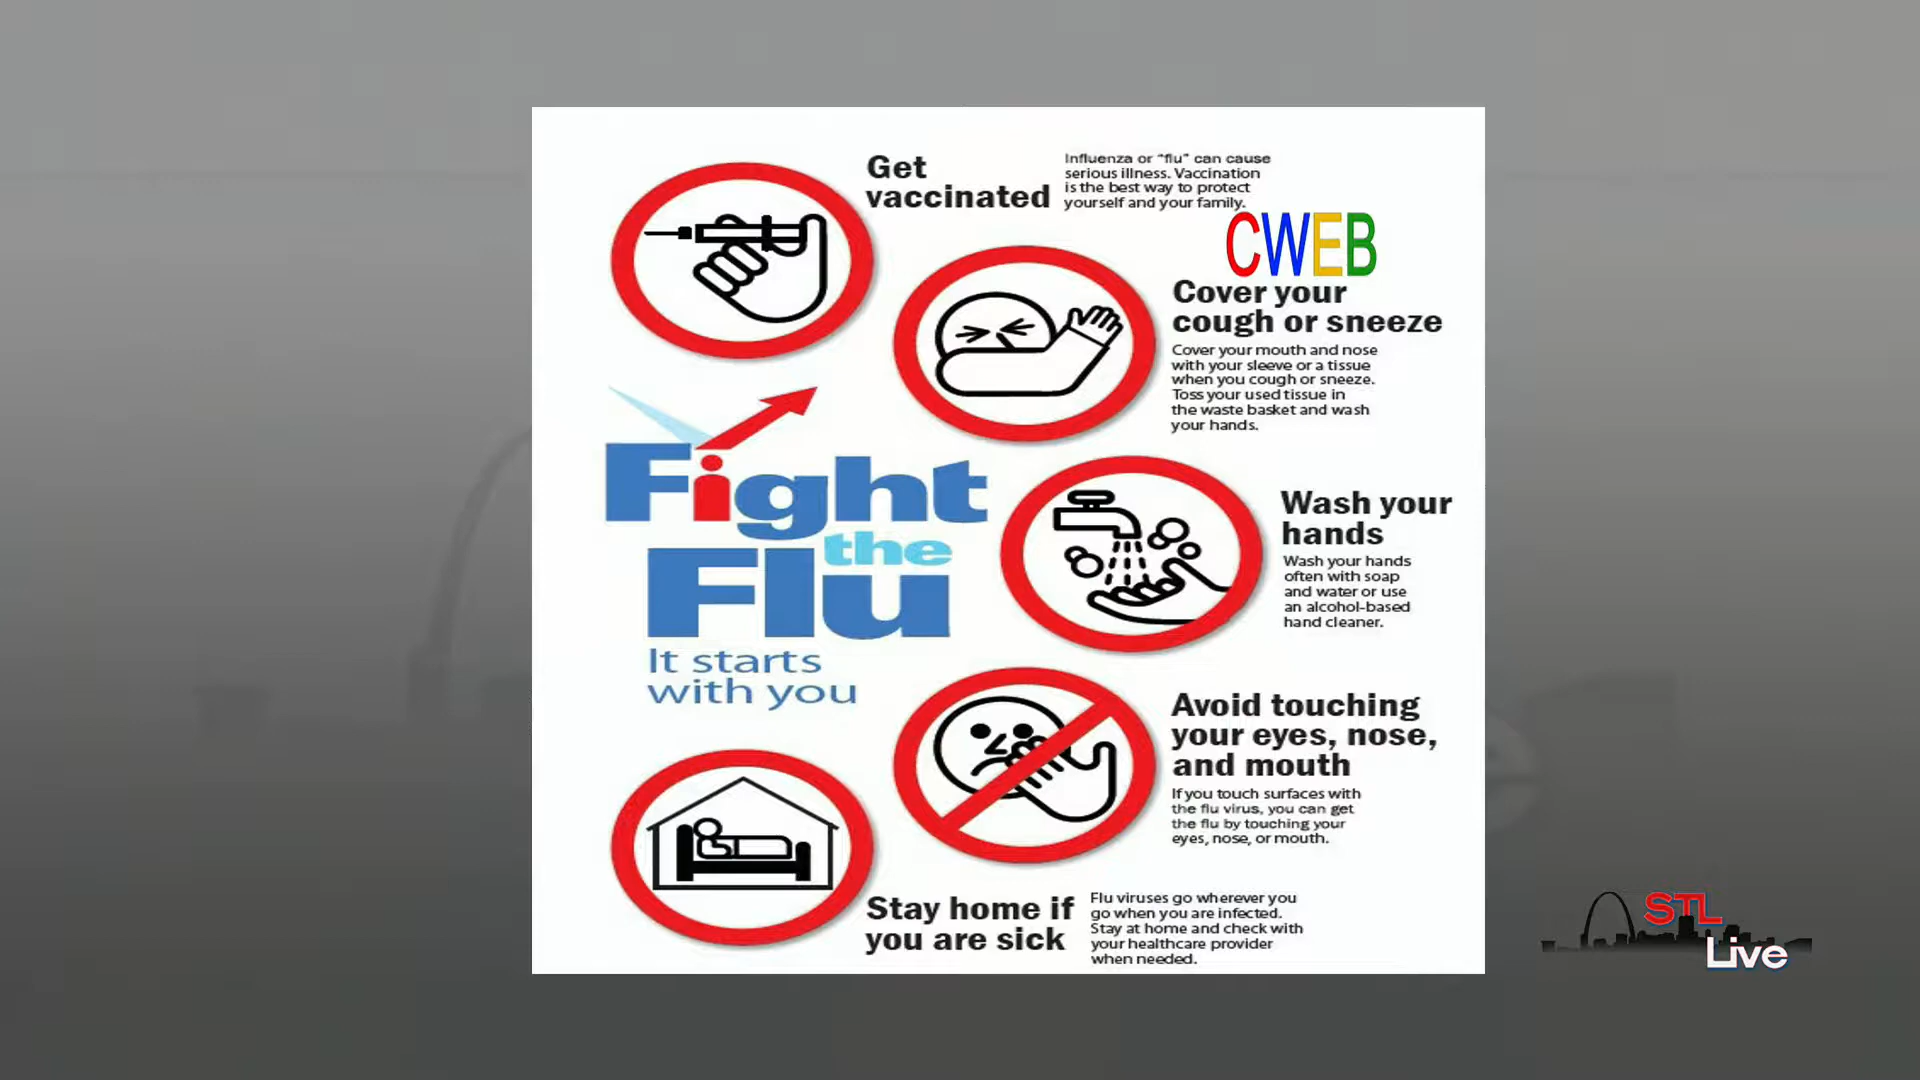 Get
vaccinated
Influenza or "flu" can cause
serious illness. Vaccination
is the best way to protect
yourself and your family.
CWEB
Cover your
cough or sneeze
Cover your mouth and nose
with your sleeve or a tissue
when you cough or sneeze.
Toss your used tissue in
the waste basket and wash
your hands.
Fight
the
Flu
It starts
with you
Wash your
hands
Wash your hands
often with soap
and water or use
an alcohol-based
hand cleaner.
Avoid touching
your eyes, nose,
and mouth
If you touch surfaces with
the flu virus, you can get
the flu by touching your
eyes, nose, or mouth.
Stay home if
you are sick
Flu viruses go wherever you
go when you are infected.
Stay at home and check with
your healthcare provider
when needed.
STL
Live